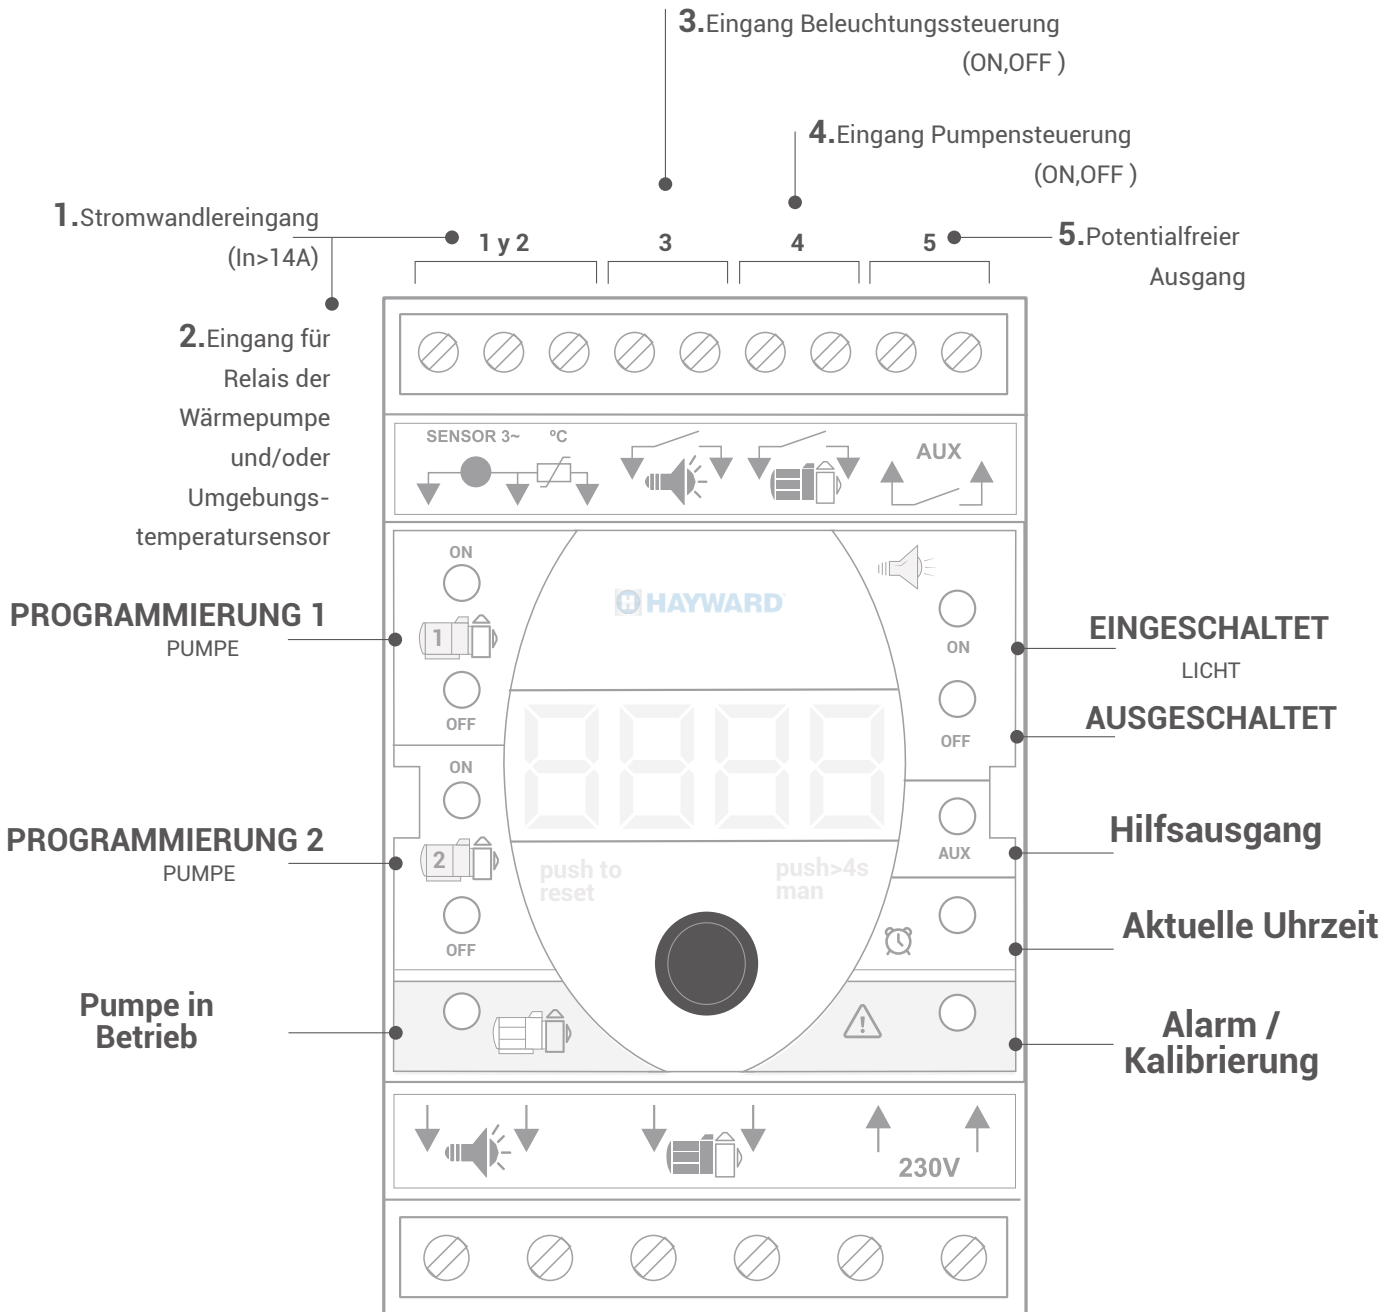 3.Eingang Beleuchtungssteuerung
(ON,OFF )
4.Eingang Pumpensteuerung
(ON,OFF )
1.Stromwandlereingang
(In>14A)
1 y 2
3
4
5
5.Potentialfreier
Ausgang
2.Eingang für
Relais der
Wärmepumpe
und/oder
Umgebungs-
temperatursensor
SENSOR 3~ ºC
AUX
ON
1
OFF
PROGRAMMIERUNG 1
PUMPE
HAYWARD
ON
OFF
EINGESCHALTET
LICHT
AUSGESCHALTET
8888
ON
2
OFF
PROGRAMMIERUNG 2
PUMPE
push to
reset
push>4s
man
AUX
Hilfsausgang
Aktuelle Uhrzeit
Pumpe in
Betrieb
Alarm /
Kalibrierung
230V